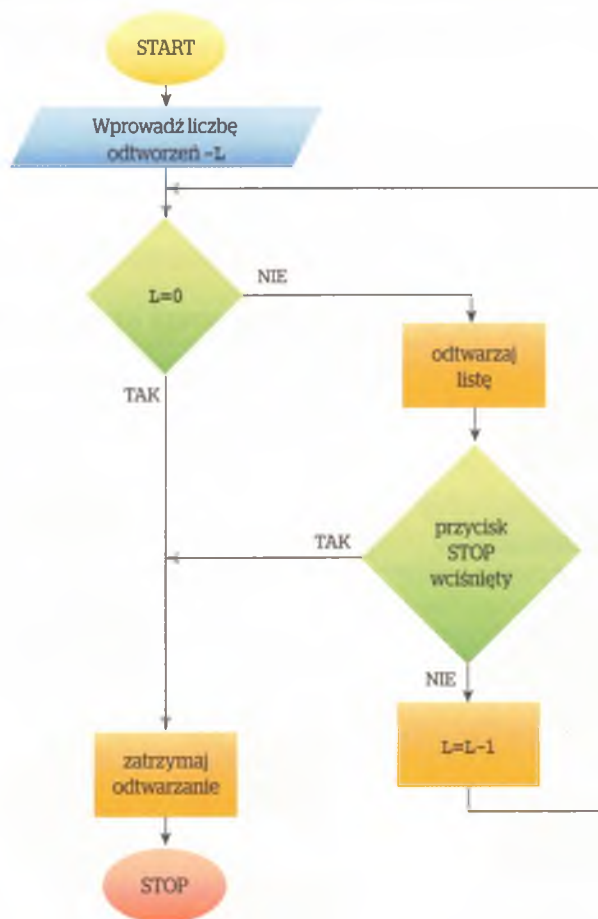 START
Wprowadź liczbę
odtworzeń -L
L=0
NIE
TAK
odtwarzaj
listę
przycisk
STOP
wciśnięty
TAK
NIE
L=L-1
zatrzymaj
odtwarzanie
STOP